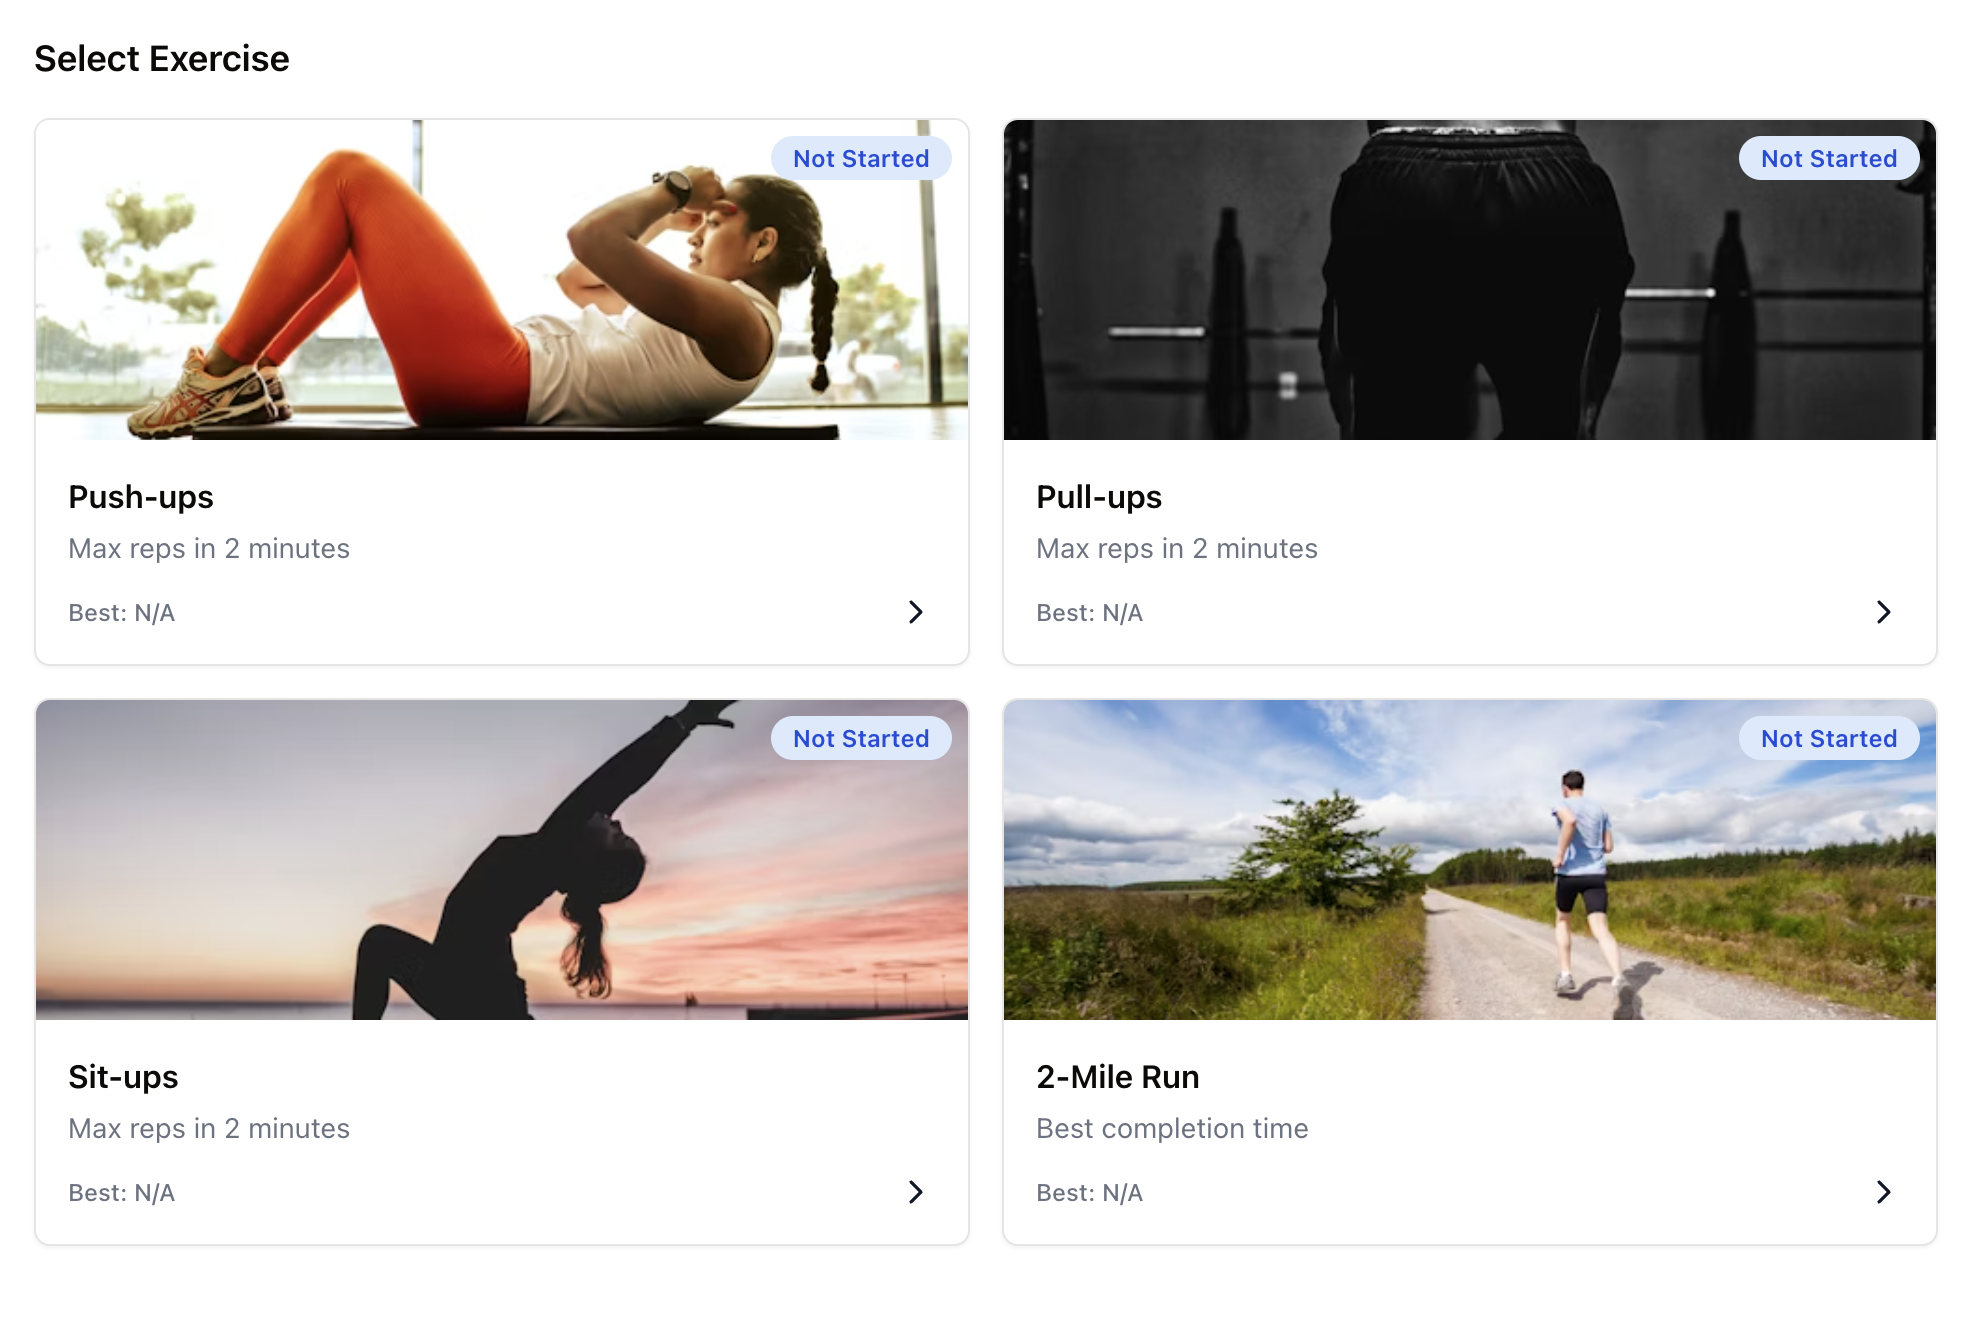 Select Exercise
Not Started
Push-ups
Max reps in 2 minutes
Best: N/A
Not Started
Pull-ups
Max reps in 2 minutes
Best: N/A
Not Started
Sit-ups
Max reps in 2 minutes
Best: N/A
Not Started
2-Mile Run
Best completion time
Best: N/A